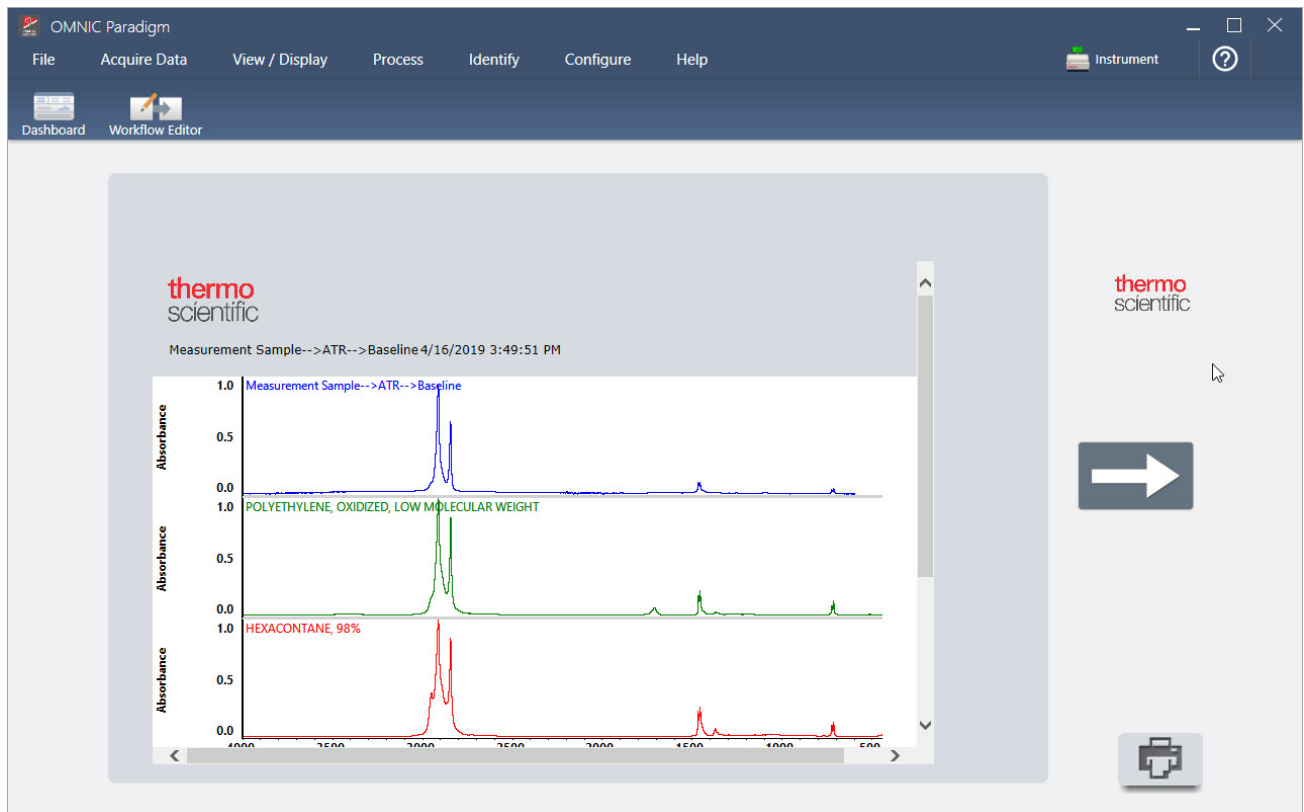 OMNIC Paradigm
File Acquire Data View / Display Process Identify Configure Help Instrument
Dashboard Workflow Editor
thermo
scientific
thermo
scientific
Measurement Sample-->ATR-->Baseline 4/16/2019 3:49:51 PM
Absorbance
1.0 Measurement Sample-->ATR-->Baseline
0.5
0.0
Absorbance
1.0 POLYETHYLENE, OXIDIZED, LOW MOLECULAR WEIGHT
0.5
0.0
Absorbance
1.0 HEXACONTANE, 98%
0.5
0.0